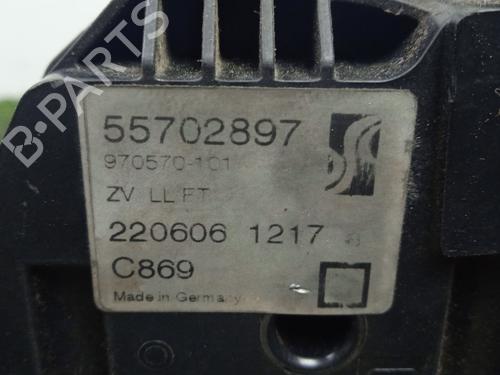 B-PARTS
55702897
970570-101
ZV LL FT
220606 1217
C869
Made in Germany